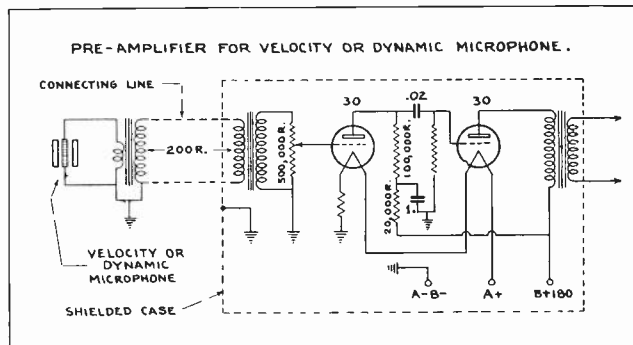 PRE-AMPLIFIER FOR VELOCITY OR DYNAMIC MICROPHONE.
CONNECTING LINE
30
.02
30
200R.
500,000R.
100,000R.
20,000R.
1.
VELOCITY OR
DYNAMIC
MICROPHONE
SHIELDED CASE
A-B-
A+
B+180